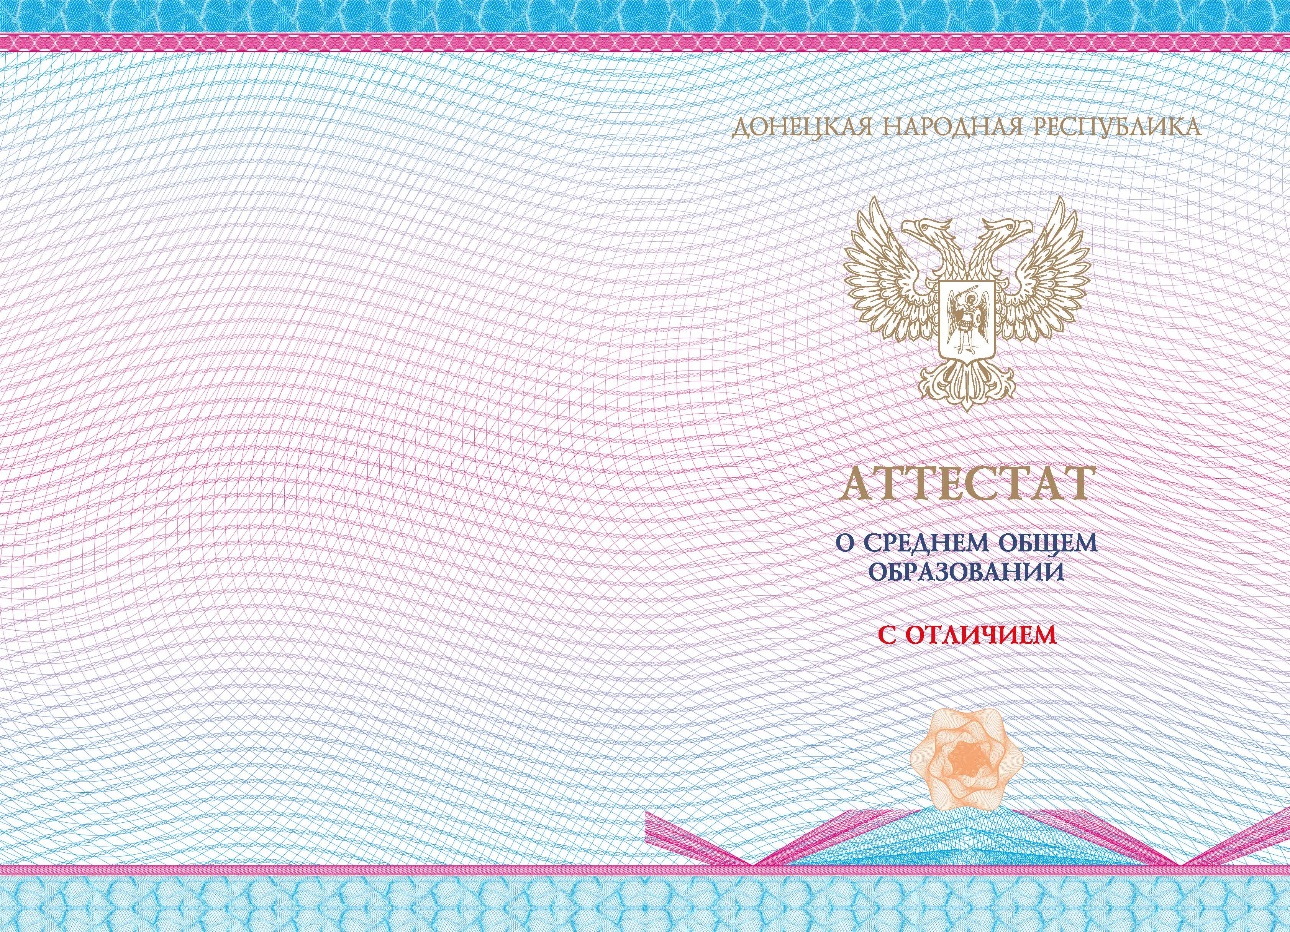 ДОНЕЦКАЯ НАРОДНАЯ РЕСПУБЛИКА
АТТЕСТАТ
О СРЕДНЕМ ОБЩЕМ
ОБРАЗОВАНИИ
С ОТЛИЧИЕМ